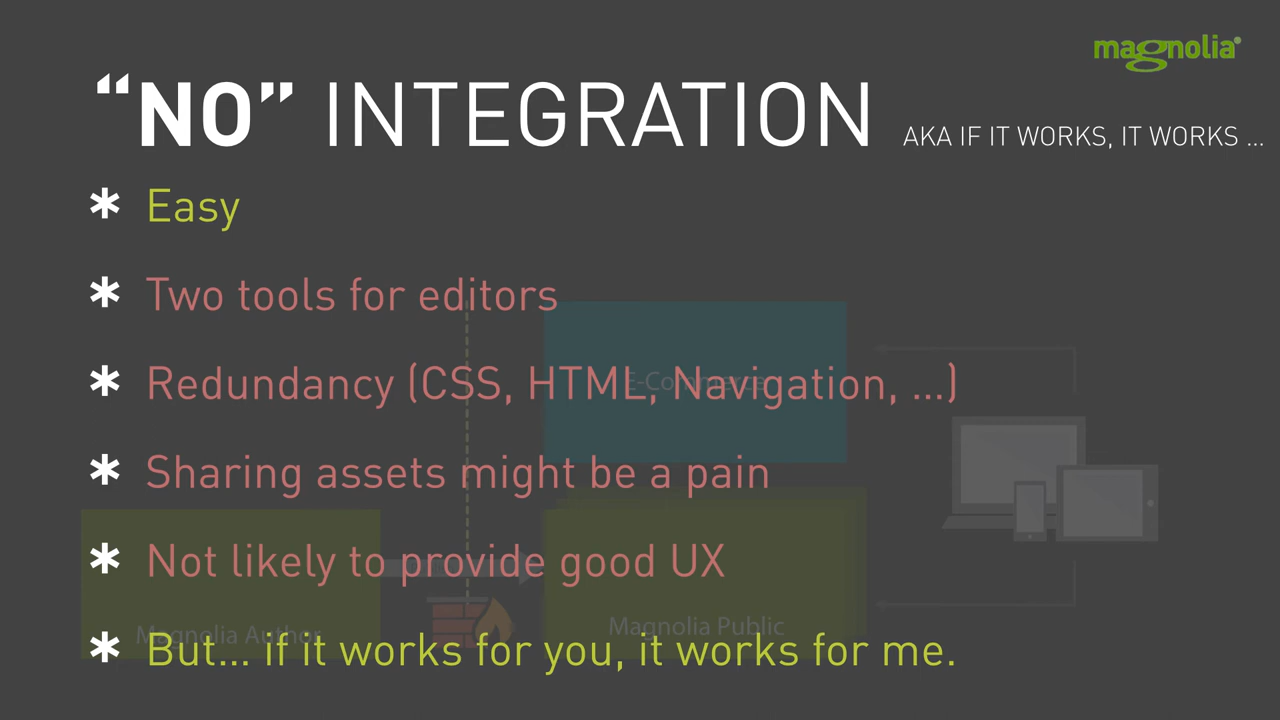 magnolia®
“NO” INTEGRATION AKA IF IT WORKS, IT WORKS ...
* Easy
* Two tools for editors
* Redundancy (CSS, HTML, Navigation, ...)
E-Commerce
* Sharing assets might be a pain
* Not likely to provide good UX
Magnolia Author
Magnolia Public
* But... if it works for you, it works for me.